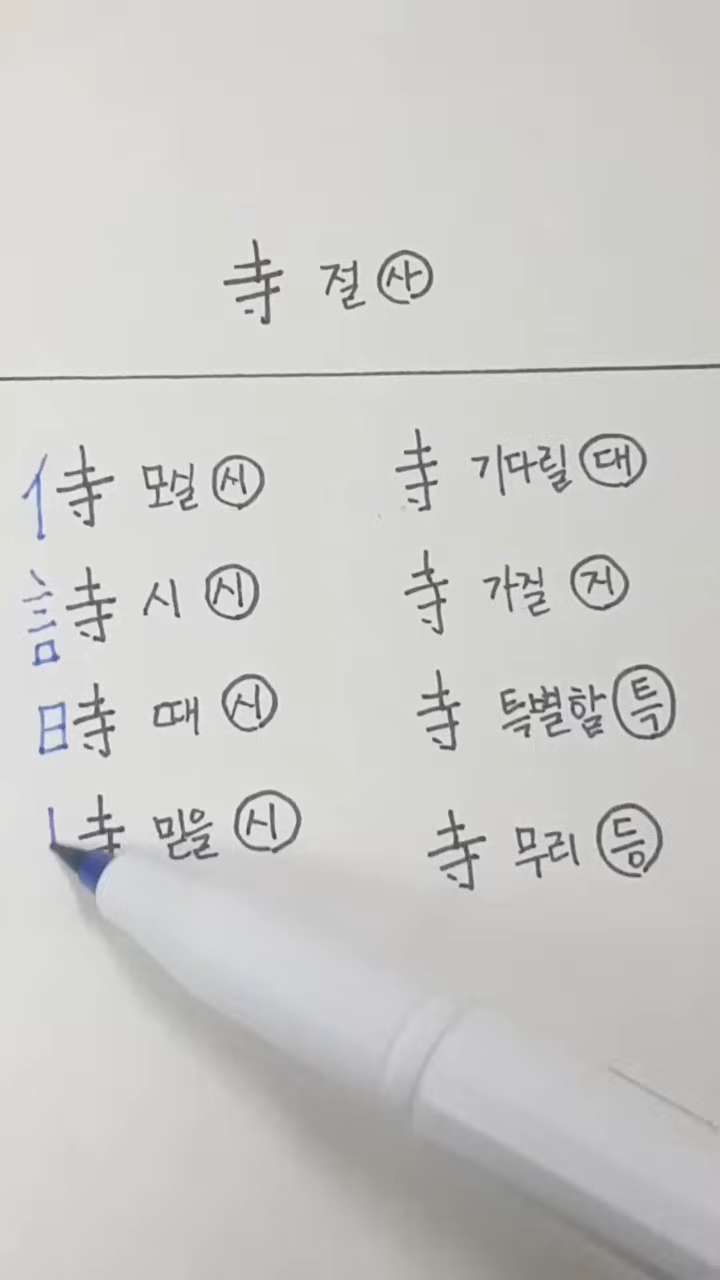 寺 절 사
侍 모실 시
詩 시 시
時 때 시
寺 믿을 시
寺 기다릴 대
寺 가질 지
寺 특별할 특
寺 무리 등